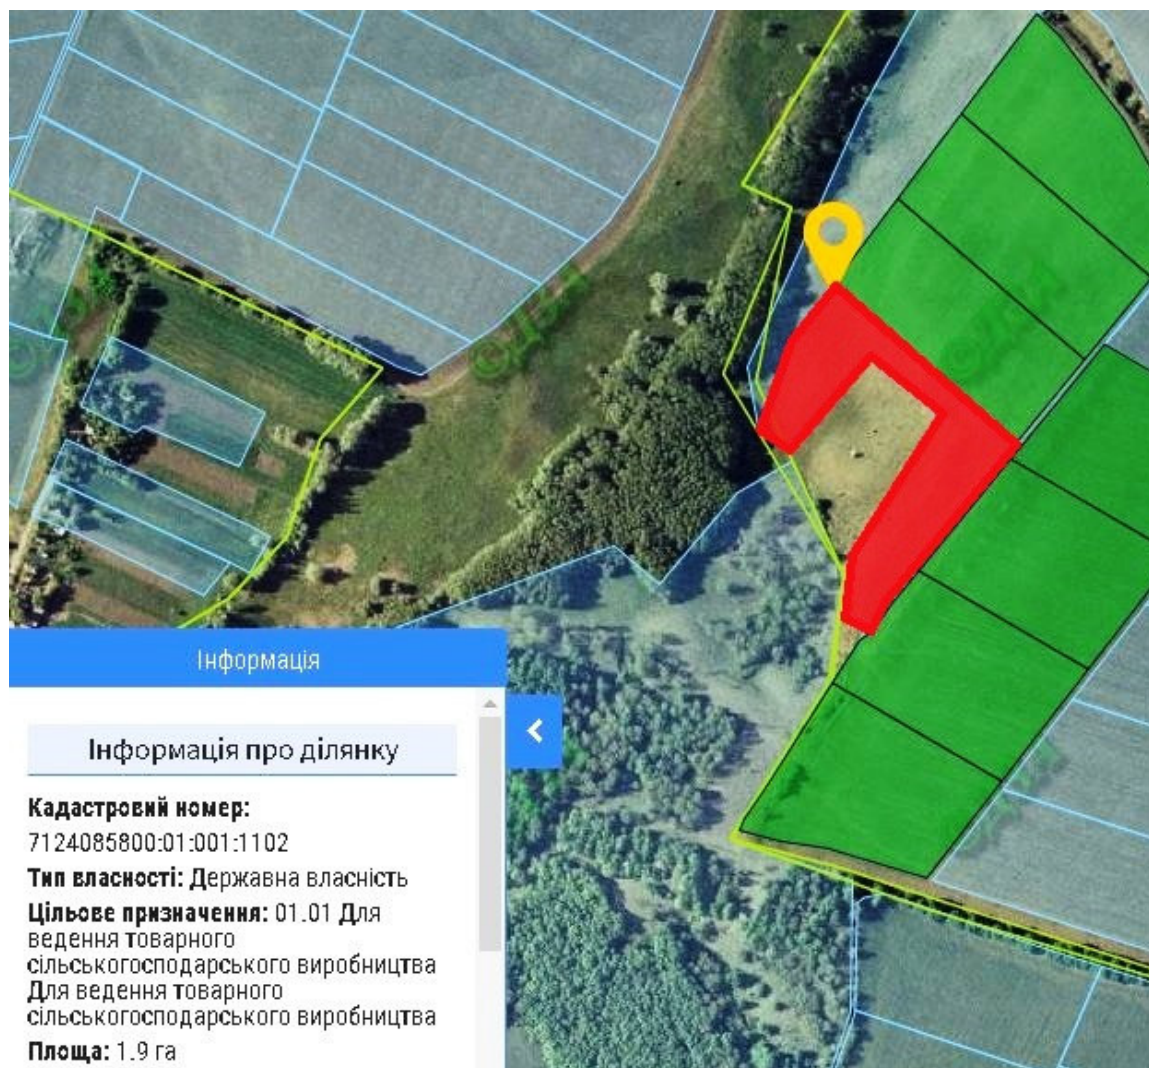 Інформація
Інформація про ділянку
Кадастровий номер:
7124085800:01:001:1102
Тип власності: Державна власність
Цільове призначення: 01.01 Для
ведення товарного
сільськогосподарського виробництва
Для ведення товарного
сільськогосподарського виробництва
Площа: 1.9 га